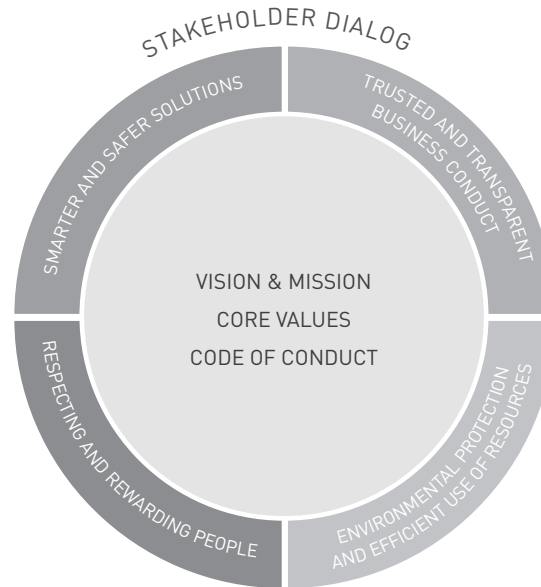 STAKEHOLDER DIALOG
SMARTER AND SAFER SOLUTIONS
TRUSTED AND TRANSPARENT
BUSINESS CONDUCT
VISION & MISSION
CORE VALUES
CODE OF CONDUCT
RESPECTING AND REWARDING PEOPLE
ENVIRONMENTAL PROTECTION
AND EFFICIENT USE OF RESOURCES